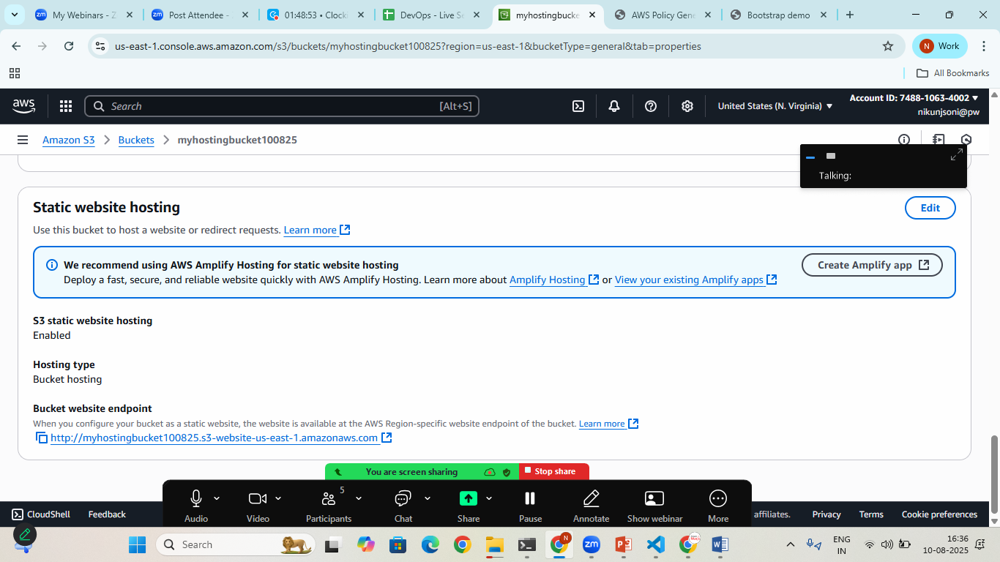 My Webinars - Z
Post Attendee -
01:48:53 • Clocki
DevOps - Live Se
myhostingbucke
AWS Policy Gene
Bootstrap demo
us-east-1.console.aws.amazon.com/s3/buckets/myhostingbucket100825?region=us-east-1&bucketType=general&tab=properties
N Work
All Bookmarks
aws
Search [Alt+S]
United States (N. Virginia)
Account ID: 7488-1063-4002
nikunjsoni@pw
Amazon S3 > Buckets > myhostingbucket100825
Talking:
Static website hosting
Edit
Use this bucket to host a website or redirect requests. Learn more
We recommend using AWS Amplify Hosting for static website hosting
Deploy a fast, secure, and reliable website quickly with AWS Amplify Hosting. Learn more about Amplify Hosting or View your existing Amplify apps
Create Amplify app
S3 static website hosting
Enabled
Hosting type
Bucket hosting
Bucket website endpoint
When you configure your bucket as a static website, the website is available at the AWS Region-specific website endpoint of the bucket. Learn more
http://myhostingbucket100825.s3-website-us-east-1.amazonaws.com
You are screen sharing
Stop share
CloudShell
Feedback
Audio
Video
5
Participants
Chat
Share
Pause
Annotate
Show webinar
More
affiliates.
Privacy
Terms
Cookie preferences
Search
N
zm
ENG
IN
16:36
10-08-2025